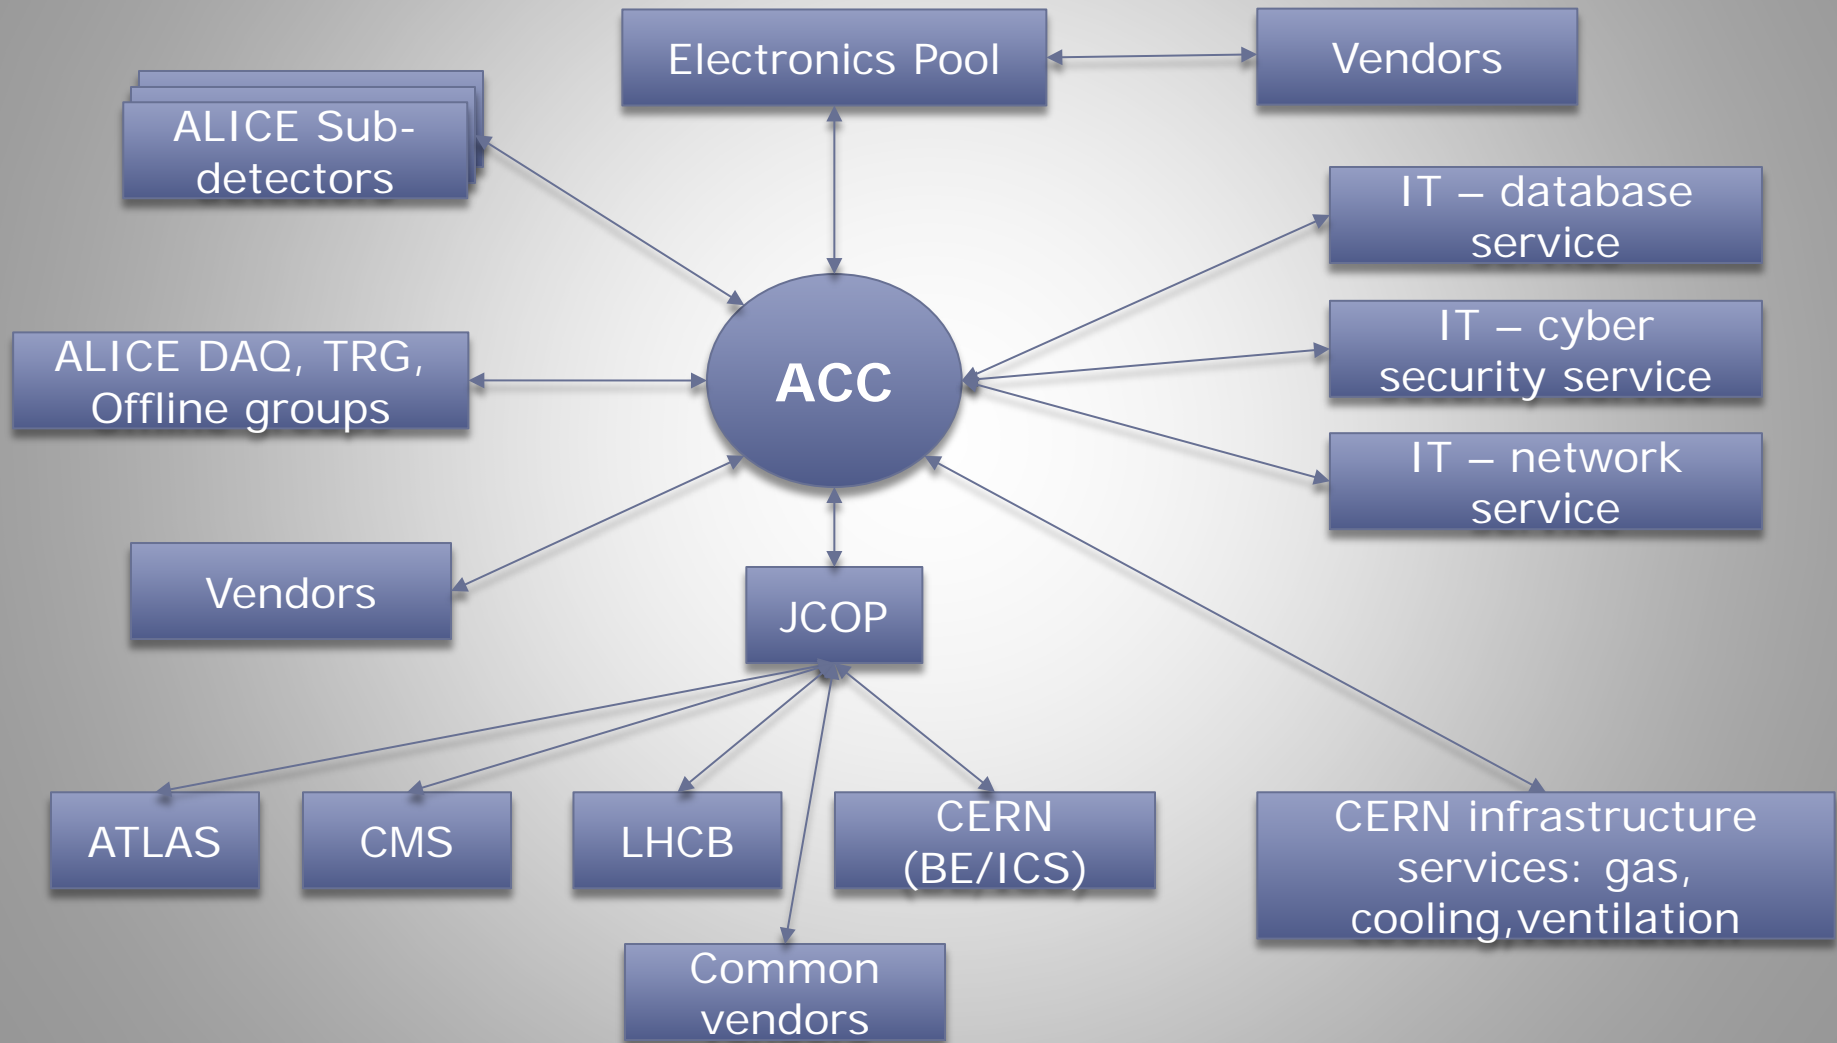 Electronics Pool
Vendors
ALICE Sub-
detectors
IT – database
service
IT – cyber
security service
ALICE DAQ, TRG,
Offline groups
ACC
IT – network
service
Vendors
JCOP
ATLAS
CMS
LHCB
CERN
(BE/ICS)
CERN infrastructure
services: gas,
cooling,ventilation
Common
vendors